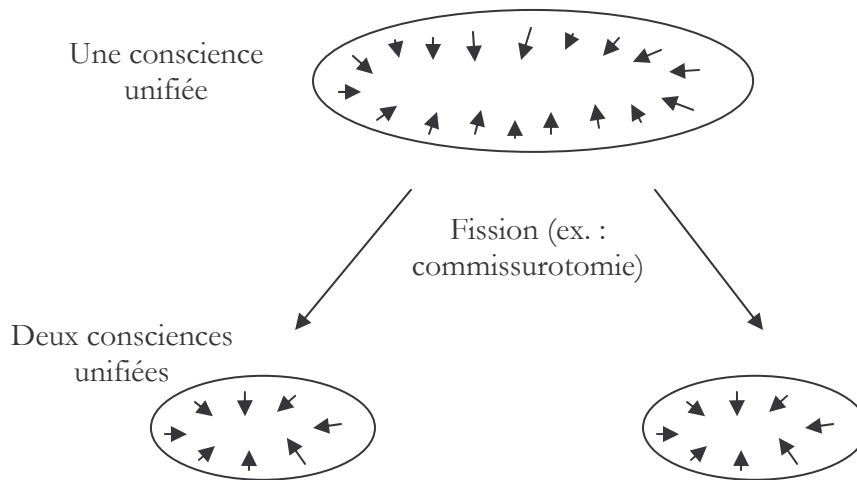 Une conscience
unifiée
Fission (ex. :
commissurotomie)
Deux consciences
unifiées